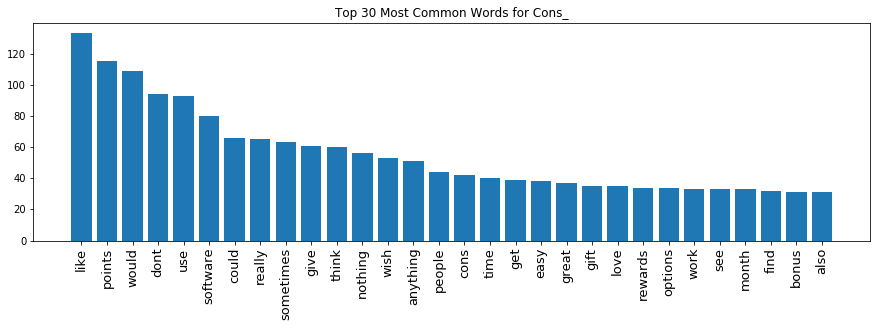 Top 30 Most Common Words for Cons_
120
100
80
60
40
20
0
like
points
would
dont
use
software
could
really
sometimes
give
think
nothing
wish
anything
people
cons
time
get
easy
great
gift
love
rewards
options
work
see
month
find
bonus
also